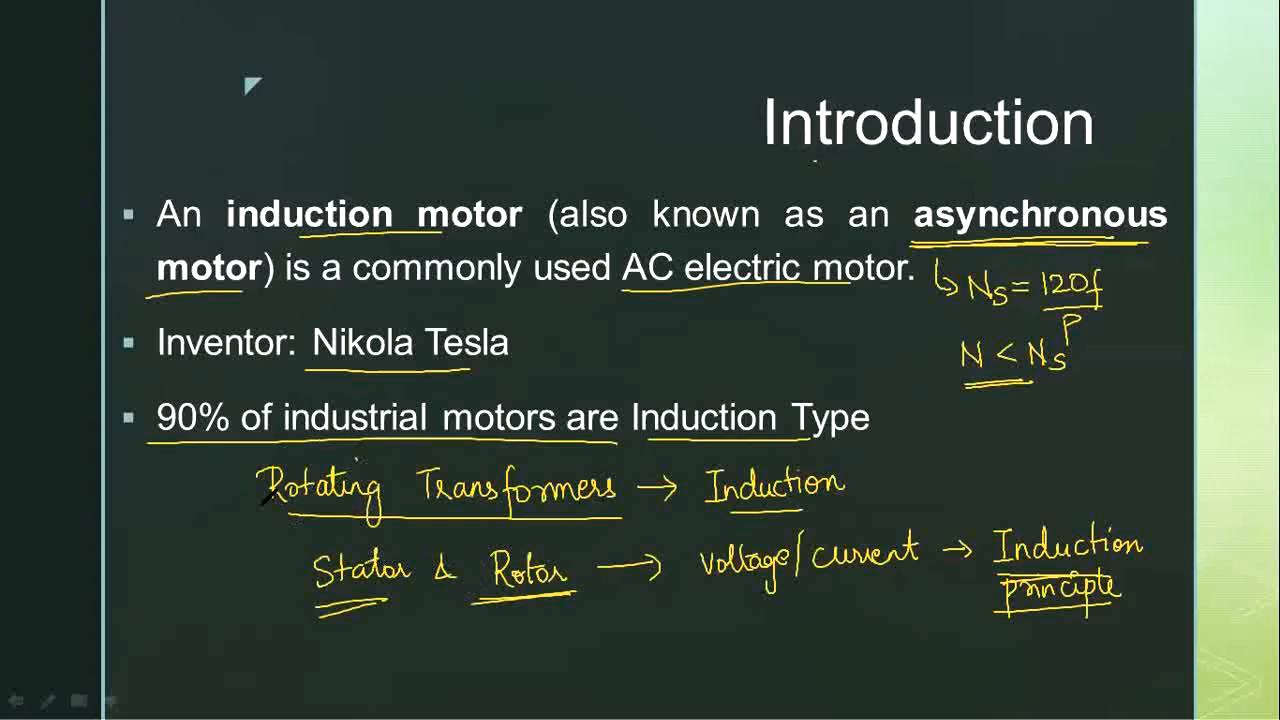 Introduction
▪ An induction motor (also known as an asynchronous
motor) is a commonly used AC electric motor.
↳ Ns = 120f
P
▪ Inventor: Nikola Tesla
N < Ns
▪ 90% of industrial motors are Induction Type
Rotating Transformers → Induction
Stator & Rotor → Voltage/current → Induction
principle